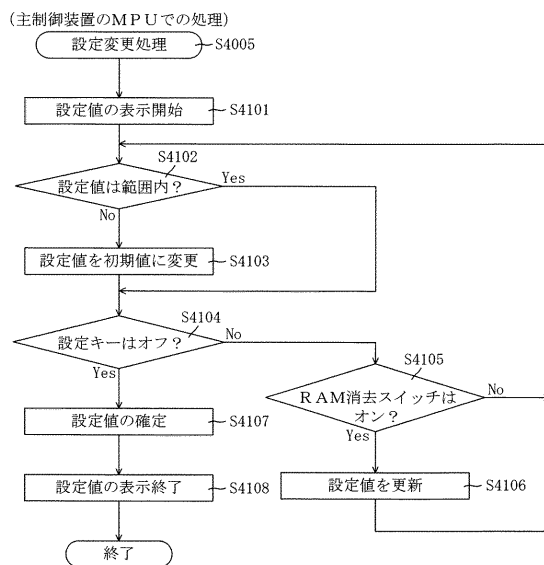 (主制御装置のMPUでの処理)
設定変更処理
S4005
設定値の表示開始
S4101
S4102
設定値は範囲内？
Yes
No
設定値を初期値に変更
S4103
S4104
設定キーはオフ？
No
Yes
S4105
RAM消去スイッチは
オン？
No
Yes
設定値の確定
S4107
設定値を更新
S4106
設定値の表示終了
S4108
終了